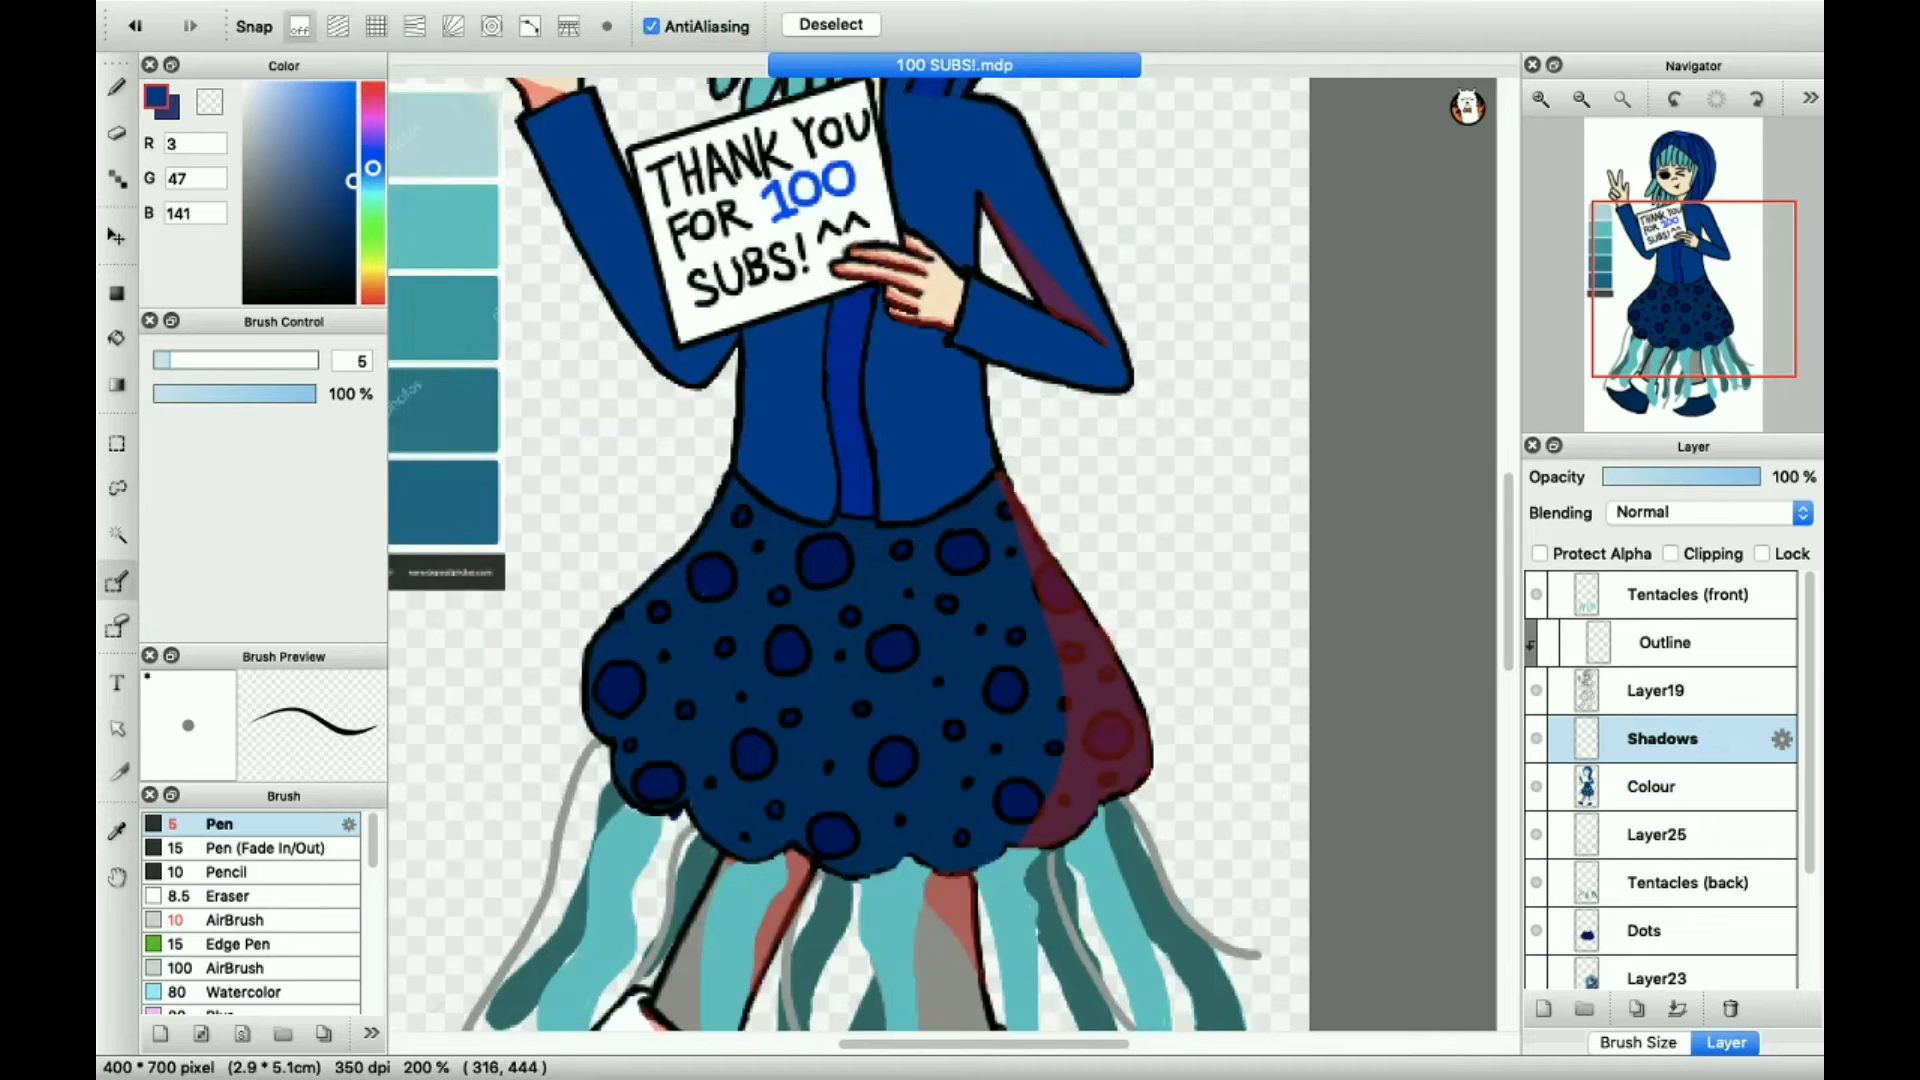 Snap
off
AntiAliasing
Deselect
Color
100 SUBS!.mdp
Navigator
R 3
G 47
B 141
THANK YOU
FOR 100
SUBS! ^^
Brush Control
5
100 %
Brush Preview
Brush
5 Pen
15 Pen (Fade In/Out)
10 Pencil
8.5 Eraser
10 AirBrush
15 Edge Pen
100 AirBrush
80 Watercolor
Layer
Opacity 100 %
Blending Normal
Protect Alpha Clipping Lock
Tentacles (front)
Outline
Layer19
Shadows
Colour
Layer25
Tentacles (back)
Dots
Layer23
Brush Size Layer
400 * 700 pixel (2.9 * 5.1cm) 350 dpi 200 % ( 316, 444 )